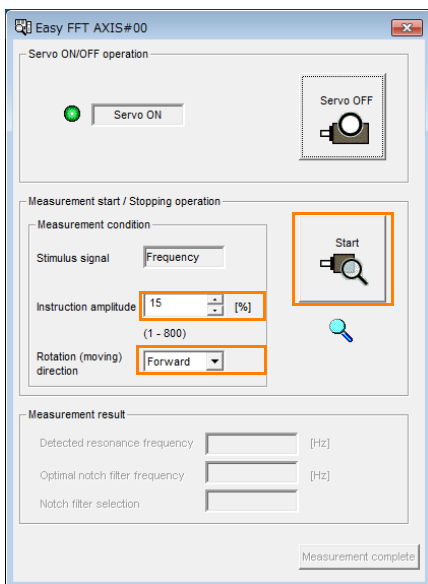 Easy FFT AXIS#00
Servo ON/OFF operation
Servo ON
Servo OFF
Measurement start / Stopping operation
Measurement condition
Stimulus signal Frequency
Start
Instruction amplitude 15 [%]
(1 - 800)
Rotation (moving)
direction Forward
Measurement result
Detected resonance frequency [Hz]
Optimal notch filter frequency [Hz]
Notch filter selection
Measurement complete